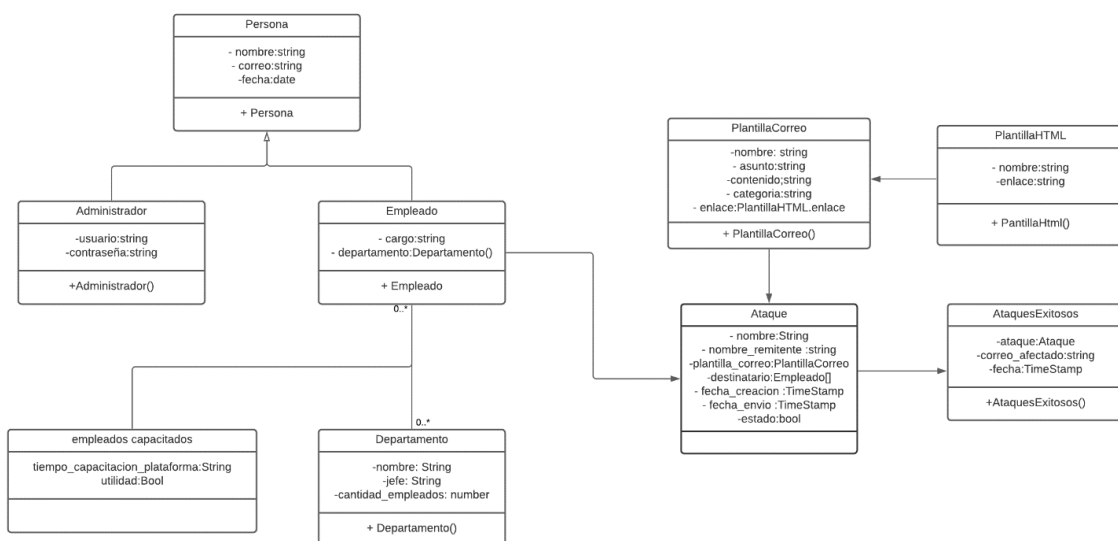 Persona
- nombre:string
- correo:string
-fecha:date
+ Persona
Administrador
-usuario:string
-contraseña:string
+Administrador()
Empleado
- cargo:string
- departamento:Departamento()
+ Empleado
0..*
0..*
empleados capacitados
tiempo_capacitacion_plataforma:String
utilidad:Bool
Departamento
-nombre: String
-jefe: String
-cantidad_empleados: number
+ Departamento()
PlantillaCorreo
-nombre: string
- asunto:string
-contenido;string
- categoria:string
- enlace:PlantillaHTML.enlace
+ PlantillaCorreo()
PlantillaHTML
- nombre:string
-enlace:string
+ PantillaHtml()
Ataque
- nombre:String
- nombre_remitente :string
-plantilla_correo:PlantillaCorreo
-destinatario:Empleado[]
- fecha_creacion :TimeStamp
- fecha_envio :TimeStamp
-estado:bool
AtaquesExitosos
-ataque:Ataque
-correo_afectado:string
-fecha:TimeStamp
+AtaquesExitosos()